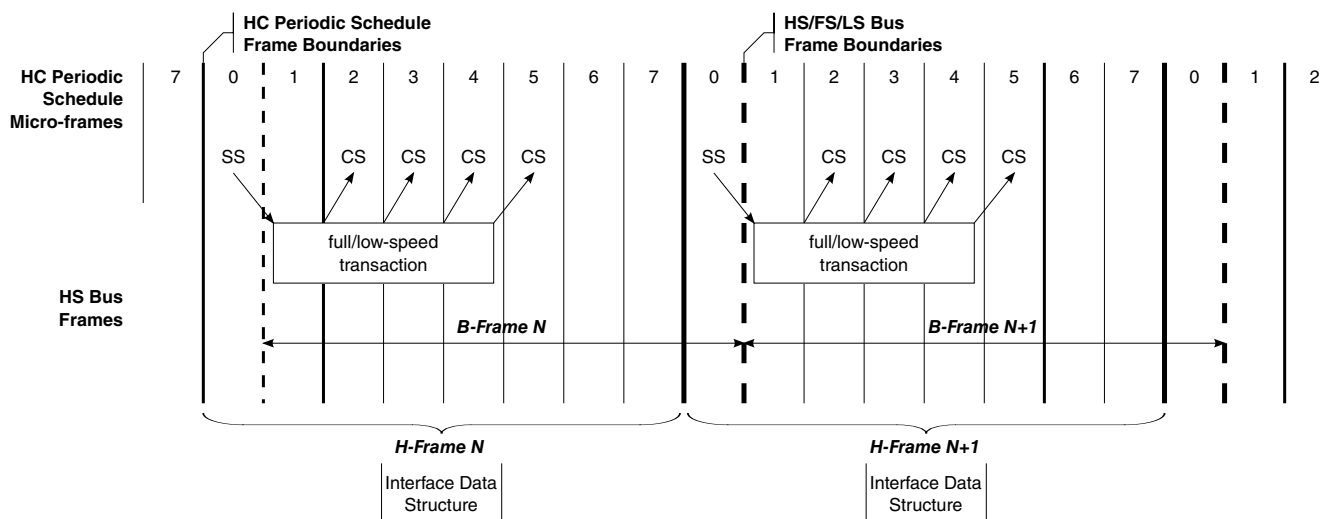 HC Periodic Schedule
Frame Boundaries
HS/FS/LS Bus
Frame Boundaries
HC Periodic
Schedule
Micro-frames
7 0 1 2 3 4 5 6 7 0 1 2 3 4 5 6 7 0 1 2
SS CS CS CS CS SS CS CS CS CS
full/low-speed
transaction
full/low-speed
transaction
HS Bus
Frames
B-Frame N
B-Frame N+1
H-Frame N
H-Frame N+1
Interface Data
Structure
Interface Data
Structure